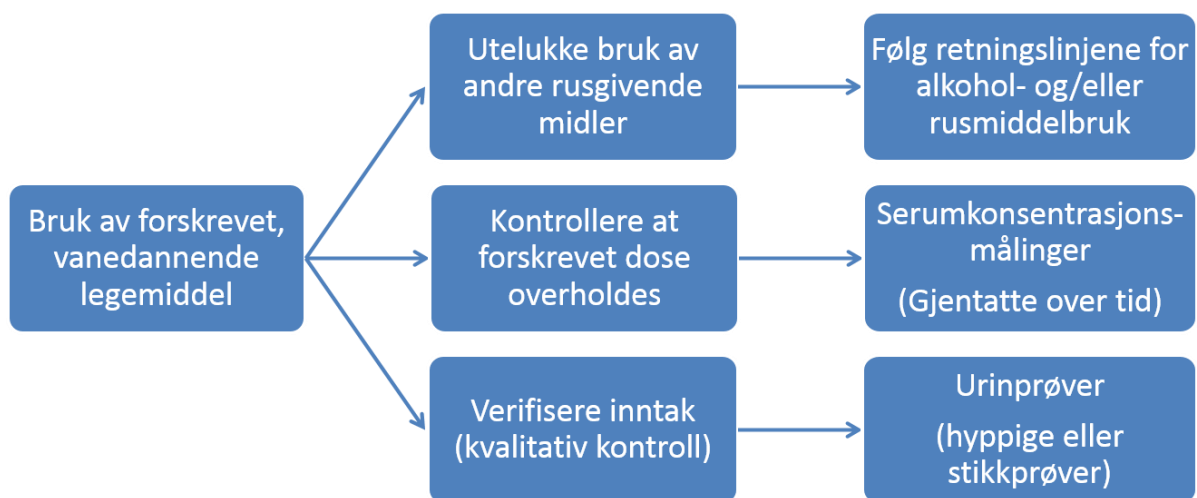 Bruk av forskrevet,
vanedannende
legemiddel
Utelukke bruk av
andre rusgivende
midler
Følg retningslinjene for
alkohol- og/eller
rusmiddelbruk
Kontrollere at
forskrevet dose
overholdes
Serumkonsentrasjons-
målinger
(Gjentatte over tid)
Verifisere inntak
(kvalitativ kontroll)
Urinprøver
(hyppige eller
stikkprøver)